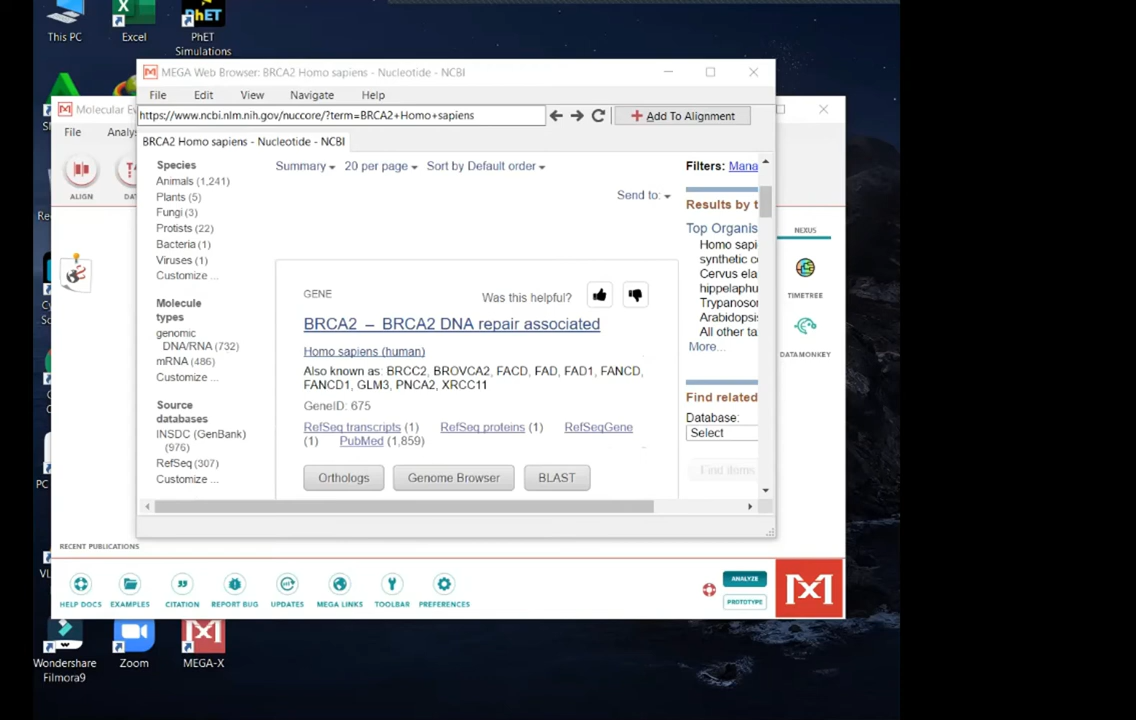 This PC
Excel
PhET
PhET
Simulations
MEGA Web Browser: BRCA2 Homo sapiens - Nucleotide - NCBI
File Edit View Navigate Help
https://www.ncbi.nlm.nih.gov/nuccore/?term=BRCA2+Homo+sapiens
Add To Alignment
BRCA2 Homo sapiens - Nucleotide - NCBI
Molecular
File
ALIGN
Species
Animals (1,241)
Plants (5)
Fungi (3)
Protists (22)
Bacteria (1)
Viruses (1)
Customize ...
Molecule
types
genomic
DNA/RNA (732)
mRNA (486)
Customize ...
Source
databases
INSDC (GenBank)
(976)
RefSeq (307)
Customize ...
Summary 20 per page Sort by Default order
Send to:
GENE
Was this helpful?
BRCA2 – BRCA2 DNA repair associated
Homo sapiens (human)
Also known as: BRCC2, BROVCA2, FACD, FAD, FAD1, FANCD,
FANCD1, GLM3, PNCA2, XRCC11
GeneID: 675
RefSeq transcripts (1) RefSeq proteins (1) RefSeqGene
(1) PubMed (1,859)
Orthologs Genome Browser BLAST
Filters: Mana
Results by t
Top Organis
Homo sapi
synthetic co
Cervus ela
hippelaphu
Trypanosor
Arabidopsi
All other ta
More...
Find related
Database:
Select
Find items
NEXUS
TIMETREE
DATAMONKEY
RECENT PUBLICATIONS
HELP DOCS EXAMPLES CITATION REPORT BUG UPDATES MEGA LINKS TOOLBAR PREFERENCES
ANALYZE
PROTOTYPE
Wondershare
Filmora9
Zoom
MEGA-X